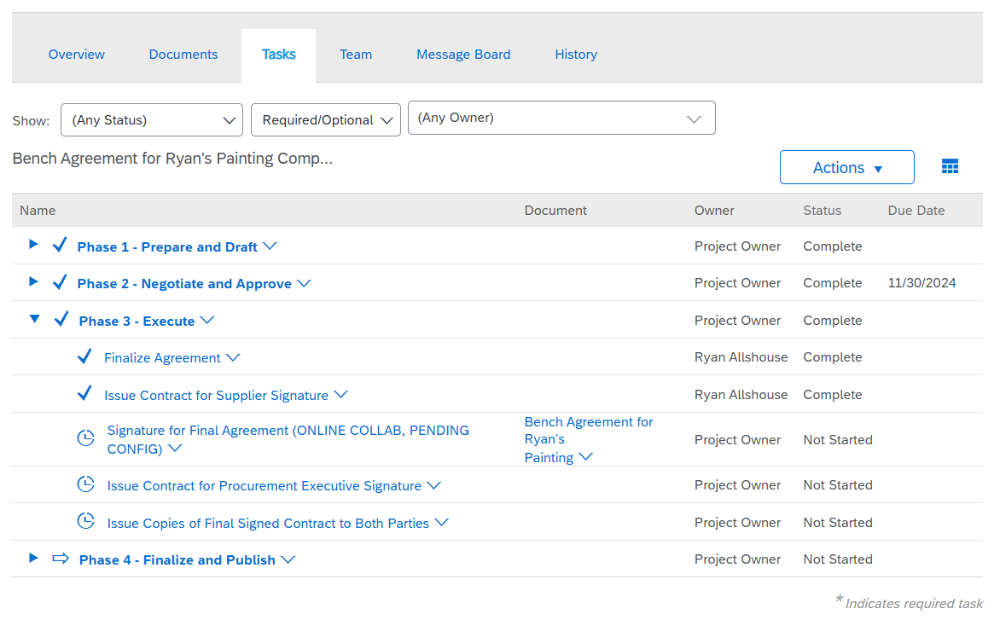 Overview Documents Tasks Team Message Board History
Show: (Any Status) Required/Optional (Any Owner)
Bench Agreement for Ryan's Painting Comp...
Actions
Name Document Owner Status Due Date
Phase 1 - Prepare and Draft Project Owner Complete
Phase 2 - Negotiate and Approve Project Owner Complete 11/30/2024
Phase 3 - Execute Project Owner Complete
Finalize Agreement Ryan Allshouse Complete
Issue Contract for Supplier Signature Ryan Allshouse Complete
Signature for Final Agreement (ONLINE COLLAB, PENDING
CONFIG)
Bench Agreement for
Ryan's
Painting
Project Owner Not Started
Issue Contract for Procurement Executive Signature Project Owner Not Started
Issue Copies of Final Signed Contract to Both Parties Project Owner Not Started
Phase 4 - Finalize and Publish Project Owner Not Started
* Indicates required task